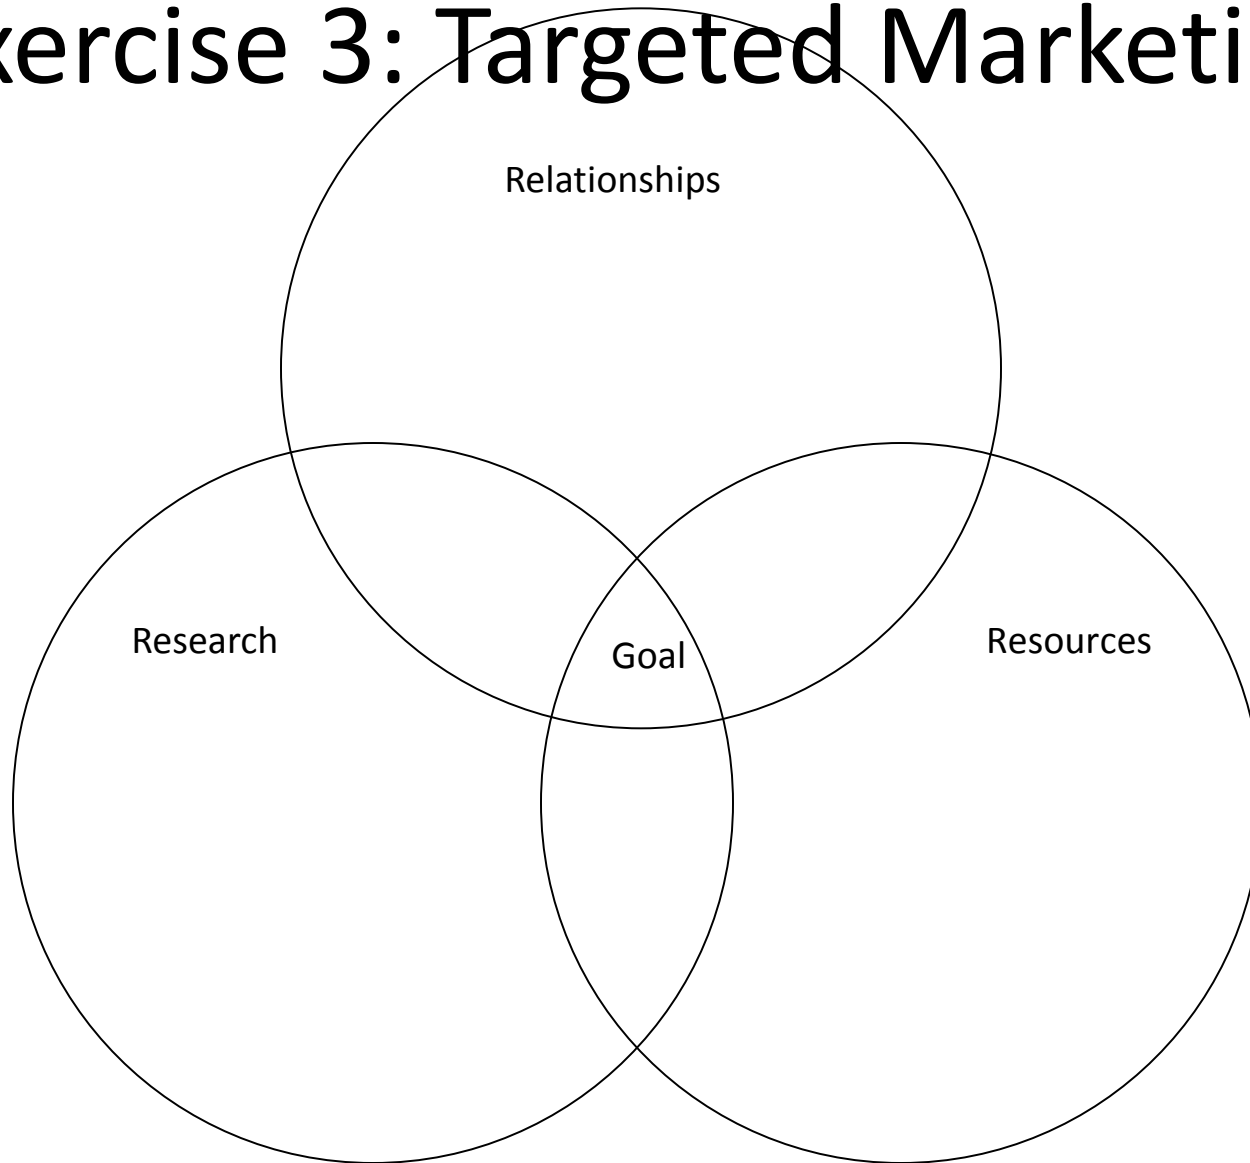 xercise 3: Targeted Marketi
Relationships
Research
Goal
Resources